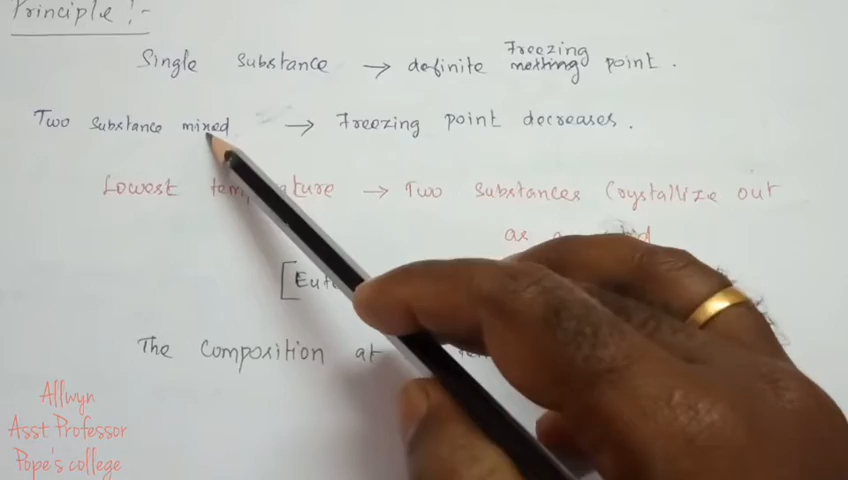 Principle :-
Single substance → definite Freezing point .
Two substance mixed → Freezing point decreases .
Lowest → Two substances Crystallize out
as a
The composition at
Allwyn
Asst Professor
Pope's college